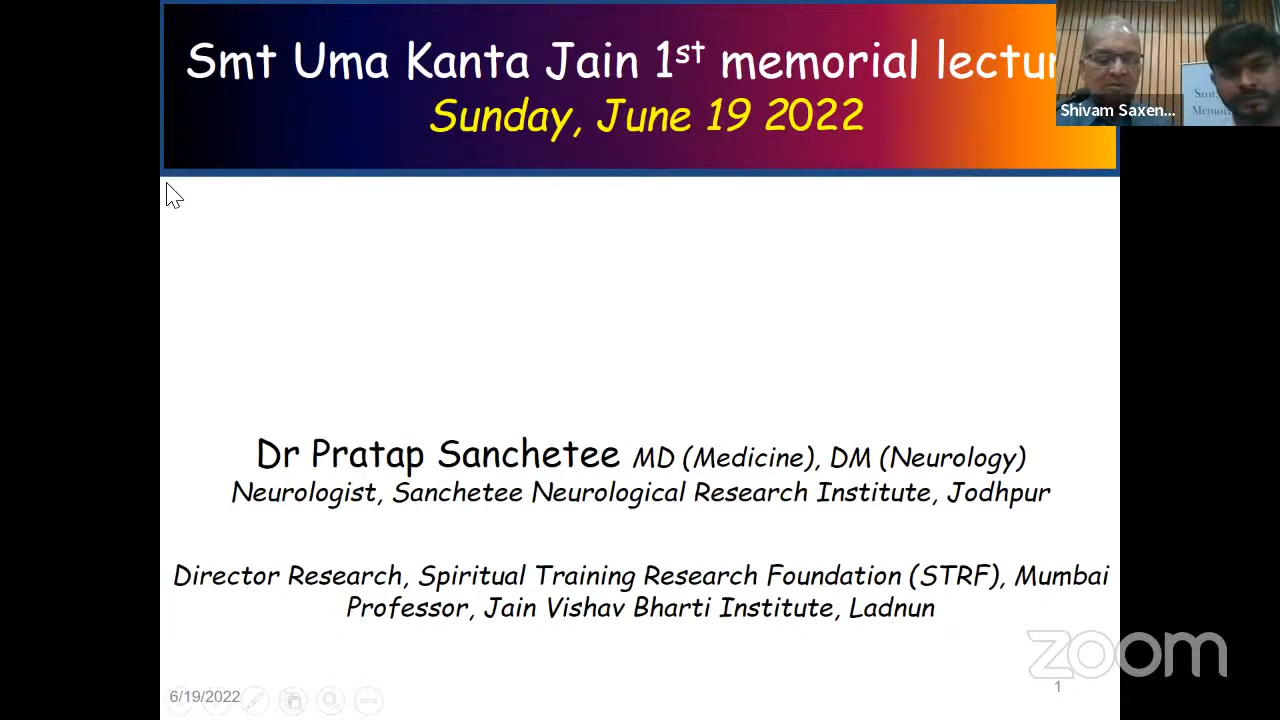 Smt Uma Kanta Jain 1st memorial lectur
Sunday, June 19 2022
Shivam Saxen...
Smt.
Memor
Dr Pratap Sanchetee MD (Medicine), DM (Neurology)
Neurologist, Sanchetee Neurological Research Institute, Jodhpur
Director Research, Spiritual Training Research Foundation (STRF), Mumbai
Professor, Jain Vishav Bharti Institute, Ladnun
zoom
6/19/2022
1